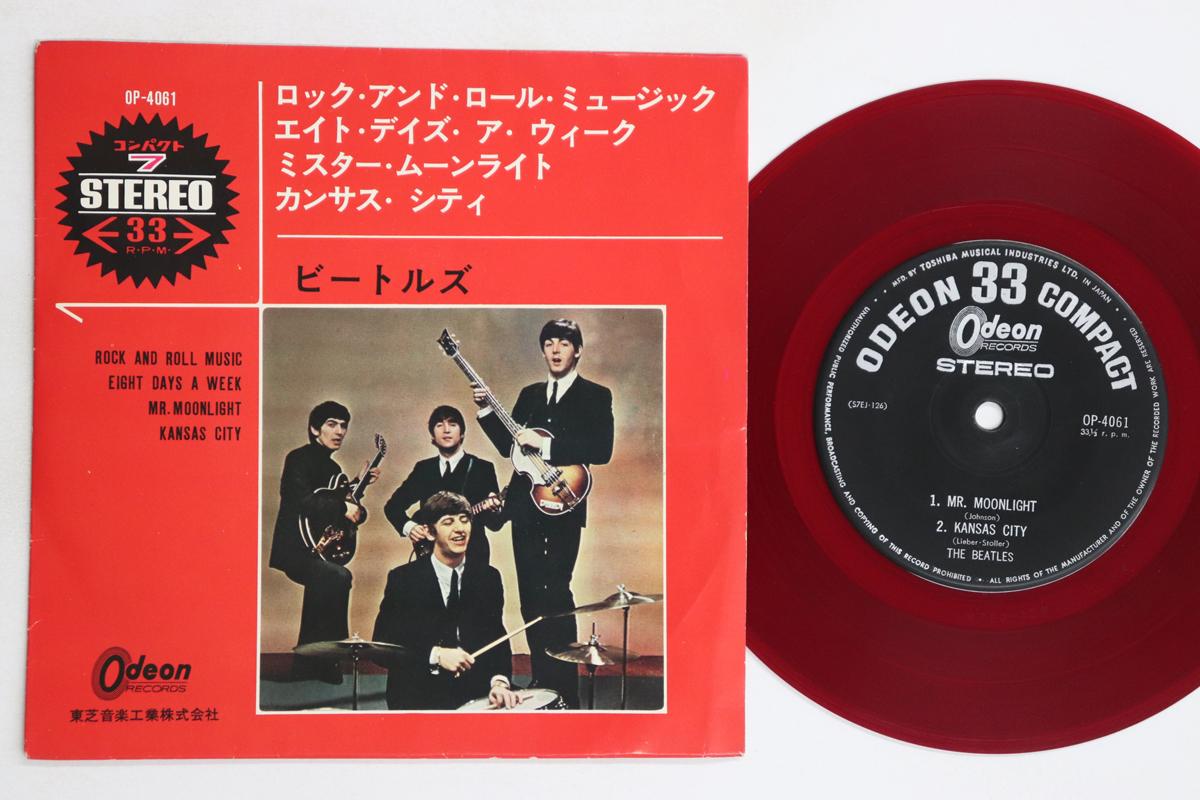 OP-4061
コンパクト
7
STEREO
33
R·P·M·
ロック・アンド・ロール・ミュージック
エイト・デイズ・ア・ウィーク
ミスター・ムーンライト
カンサス・シティ
ビートルズ
ROCK AND ROLL MUSIC
EIGHT DAYS A WEEK
MR. MOONLIGHT
KANSAS CITY
Odeon
RECORDS
東芝音楽工業株式会社
MFD. BY TOSHIBA MUSICAL INDUSTRIES LTD. IN JAPAN
ODEON 33 COMPACT
Odeon
RECORDS
STEREO
(S7EJ-126)
OP-4061
33⅓ r. p. m.
1. MR. MOONLIGHT
(Johnson)
2. KANSAS CITY
(Lieber-Stoller)
THE BEATLES
UNAUTHORIZED PUBLIC PERFORMANCE, BROADCASTING AND COPYING OF THIS RECORD PROHIBITED · ALL RIGHTS OF THE MANUFACTURER AND OF THE OWNER OF THE RECORDED WORK ARE RESERVED